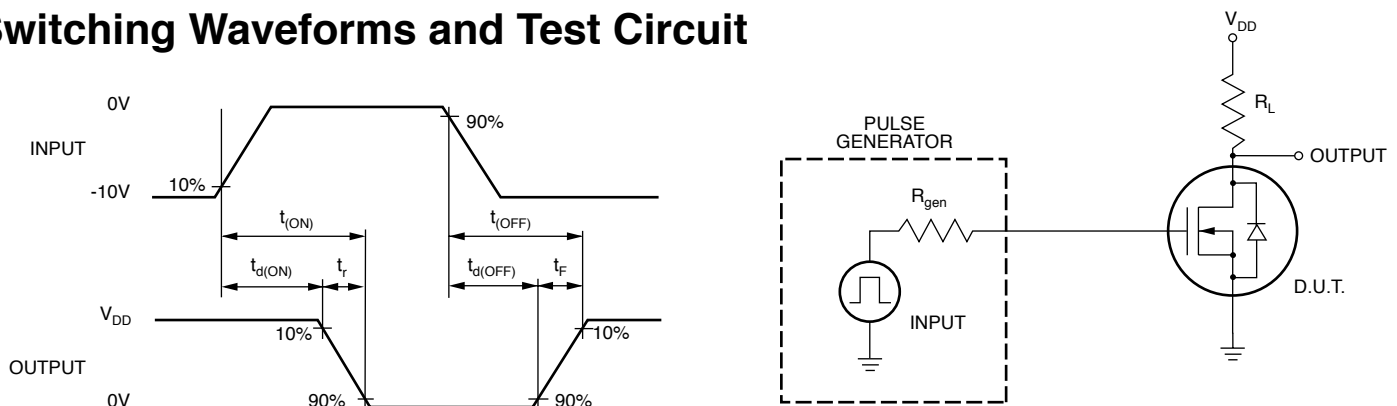 Switching Waveforms and Test Circuit
0V
INPUT
-10V
10%
90%
t(ON)
t(OFF)
td(ON)
tr
td(OFF)
tF
VDD
10%
10%
OUTPUT
0V
90%
90%
VDD
RL
OUTPUT
PULSE
GENERATOR
Rgen
INPUT
D.U.T.